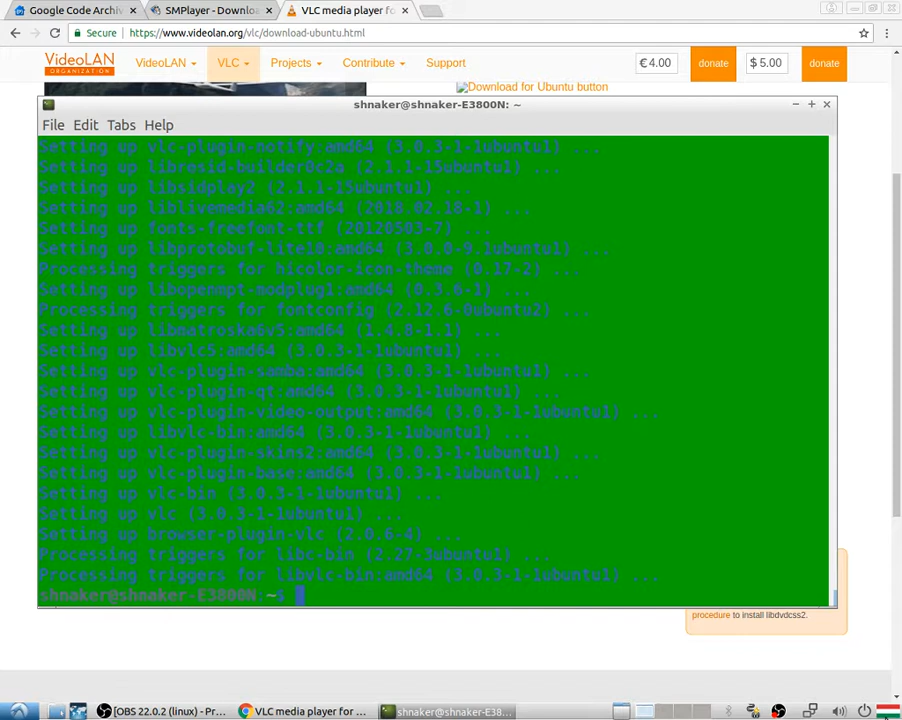 Google Code Archiv
SMPlayer - Downloa
VLC media player fo
Secure
https://www.videolan.org/vlc/download-ubuntu.html
VideoLAN
ORGANIZATION
VideoLAN
VLC
Projects
Contribute
Support
€ 4.00
donate
$ 5.00
donate
Download for Ubuntu button
shnaker@shnaker-E3800N: ~
File Edit Tabs Help
Setting up vlc-plugin-notify:amd64 (3.0.3-1-1ubuntu1) ...
Setting up libresid-builder0c2a (2.1.1-15ubuntu1) ...
Setting up libsidplay2 (2.1.1-15ubuntu1) ...
Setting up liblivemedia62:amd64 (2018.02.18-1) ...
Setting up fonts-freefont-ttf (20120503-7) ...
Setting up libprotobuf-lite10:amd64 (3.0.0-9.1ubuntu1) ...
Processing triggers for hicolor-icon-theme (0.17-2) ...
Setting up libopenmpt-modplug1:amd64 (0.3.6-1) ...
Processing triggers for fontconfig (2.12.6-0ubuntu2) ...
Setting up libmatroska6v5:amd64 (1.4.8-1.1) ...
Setting up libvlc5:amd64 (3.0.3-1-1ubuntu1) ...
Setting up vlc-plugin-samba:amd64 (3.0.3-1-1ubuntu1) ...
Setting up vlc-plugin-qt:amd64 (3.0.3-1-1ubuntu1) ...
Setting up vlc-plugin-video-output:amd64 (3.0.3-1-1ubuntu1) ...
Setting up libvlc-bin:amd64 (3.0.3-1-1ubuntu1) ...
Setting up vlc-plugin-skins2:amd64 (3.0.3-1-1ubuntu1) ...
Setting up vlc-plugin-base:amd64 (3.0.3-1-1ubuntu1) ...
Setting up vlc-bin (3.0.3-1-1ubuntu1) ...
Setting up vlc (3.0.3-1-1ubuntu1) ...
Setting up browser-plugin-vlc (2.0.6-4) ...
Processing triggers for libc-bin (2.27-3ubuntu1) ...
Processing triggers for libvlc-bin:amd64 (3.0.3-1-1ubuntu1) ...
shnaker@shnaker-E3800N:~$
procedure to install libdvdcss2.
[OBS 22.0.2 (linux) - Pr...
VLC media player for ...
shnaker@shnaker-E38...